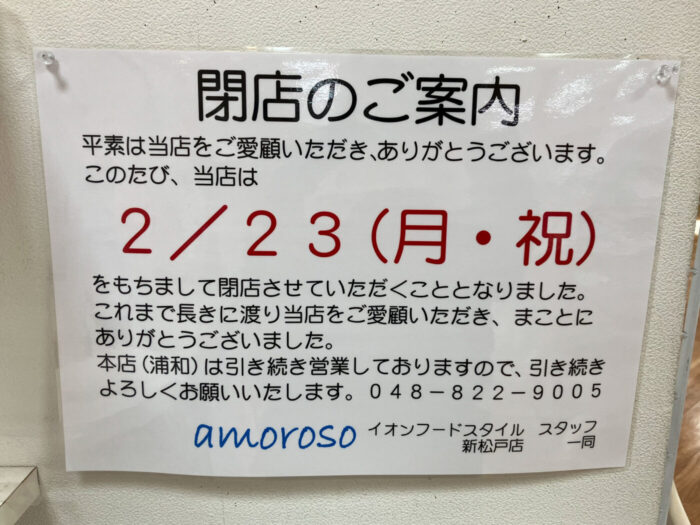 閉店のご案内
平素は当店をご愛顧いただき、ありがとうございます。
このたび、当店は
２／２３（月・祝）
をもちまして閉店させていただくこととなりました。
これまで長きに渡り当店をご愛顧いただき、まことに
ありがとうございました。
本店（浦和）は引き続き営業しておりますので、引き続き
よろしくお願いいたします。０４８－８２２－９００５
amoroso イオンフードスタイル スタッフ
新松戸店 一同